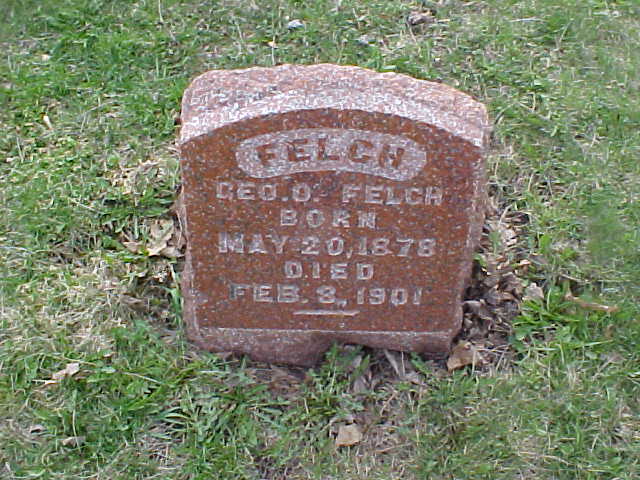 FELCH
GEO. O. FELCH
BORN
MAY 20, 1878
DIED
FEB. 8, 1901